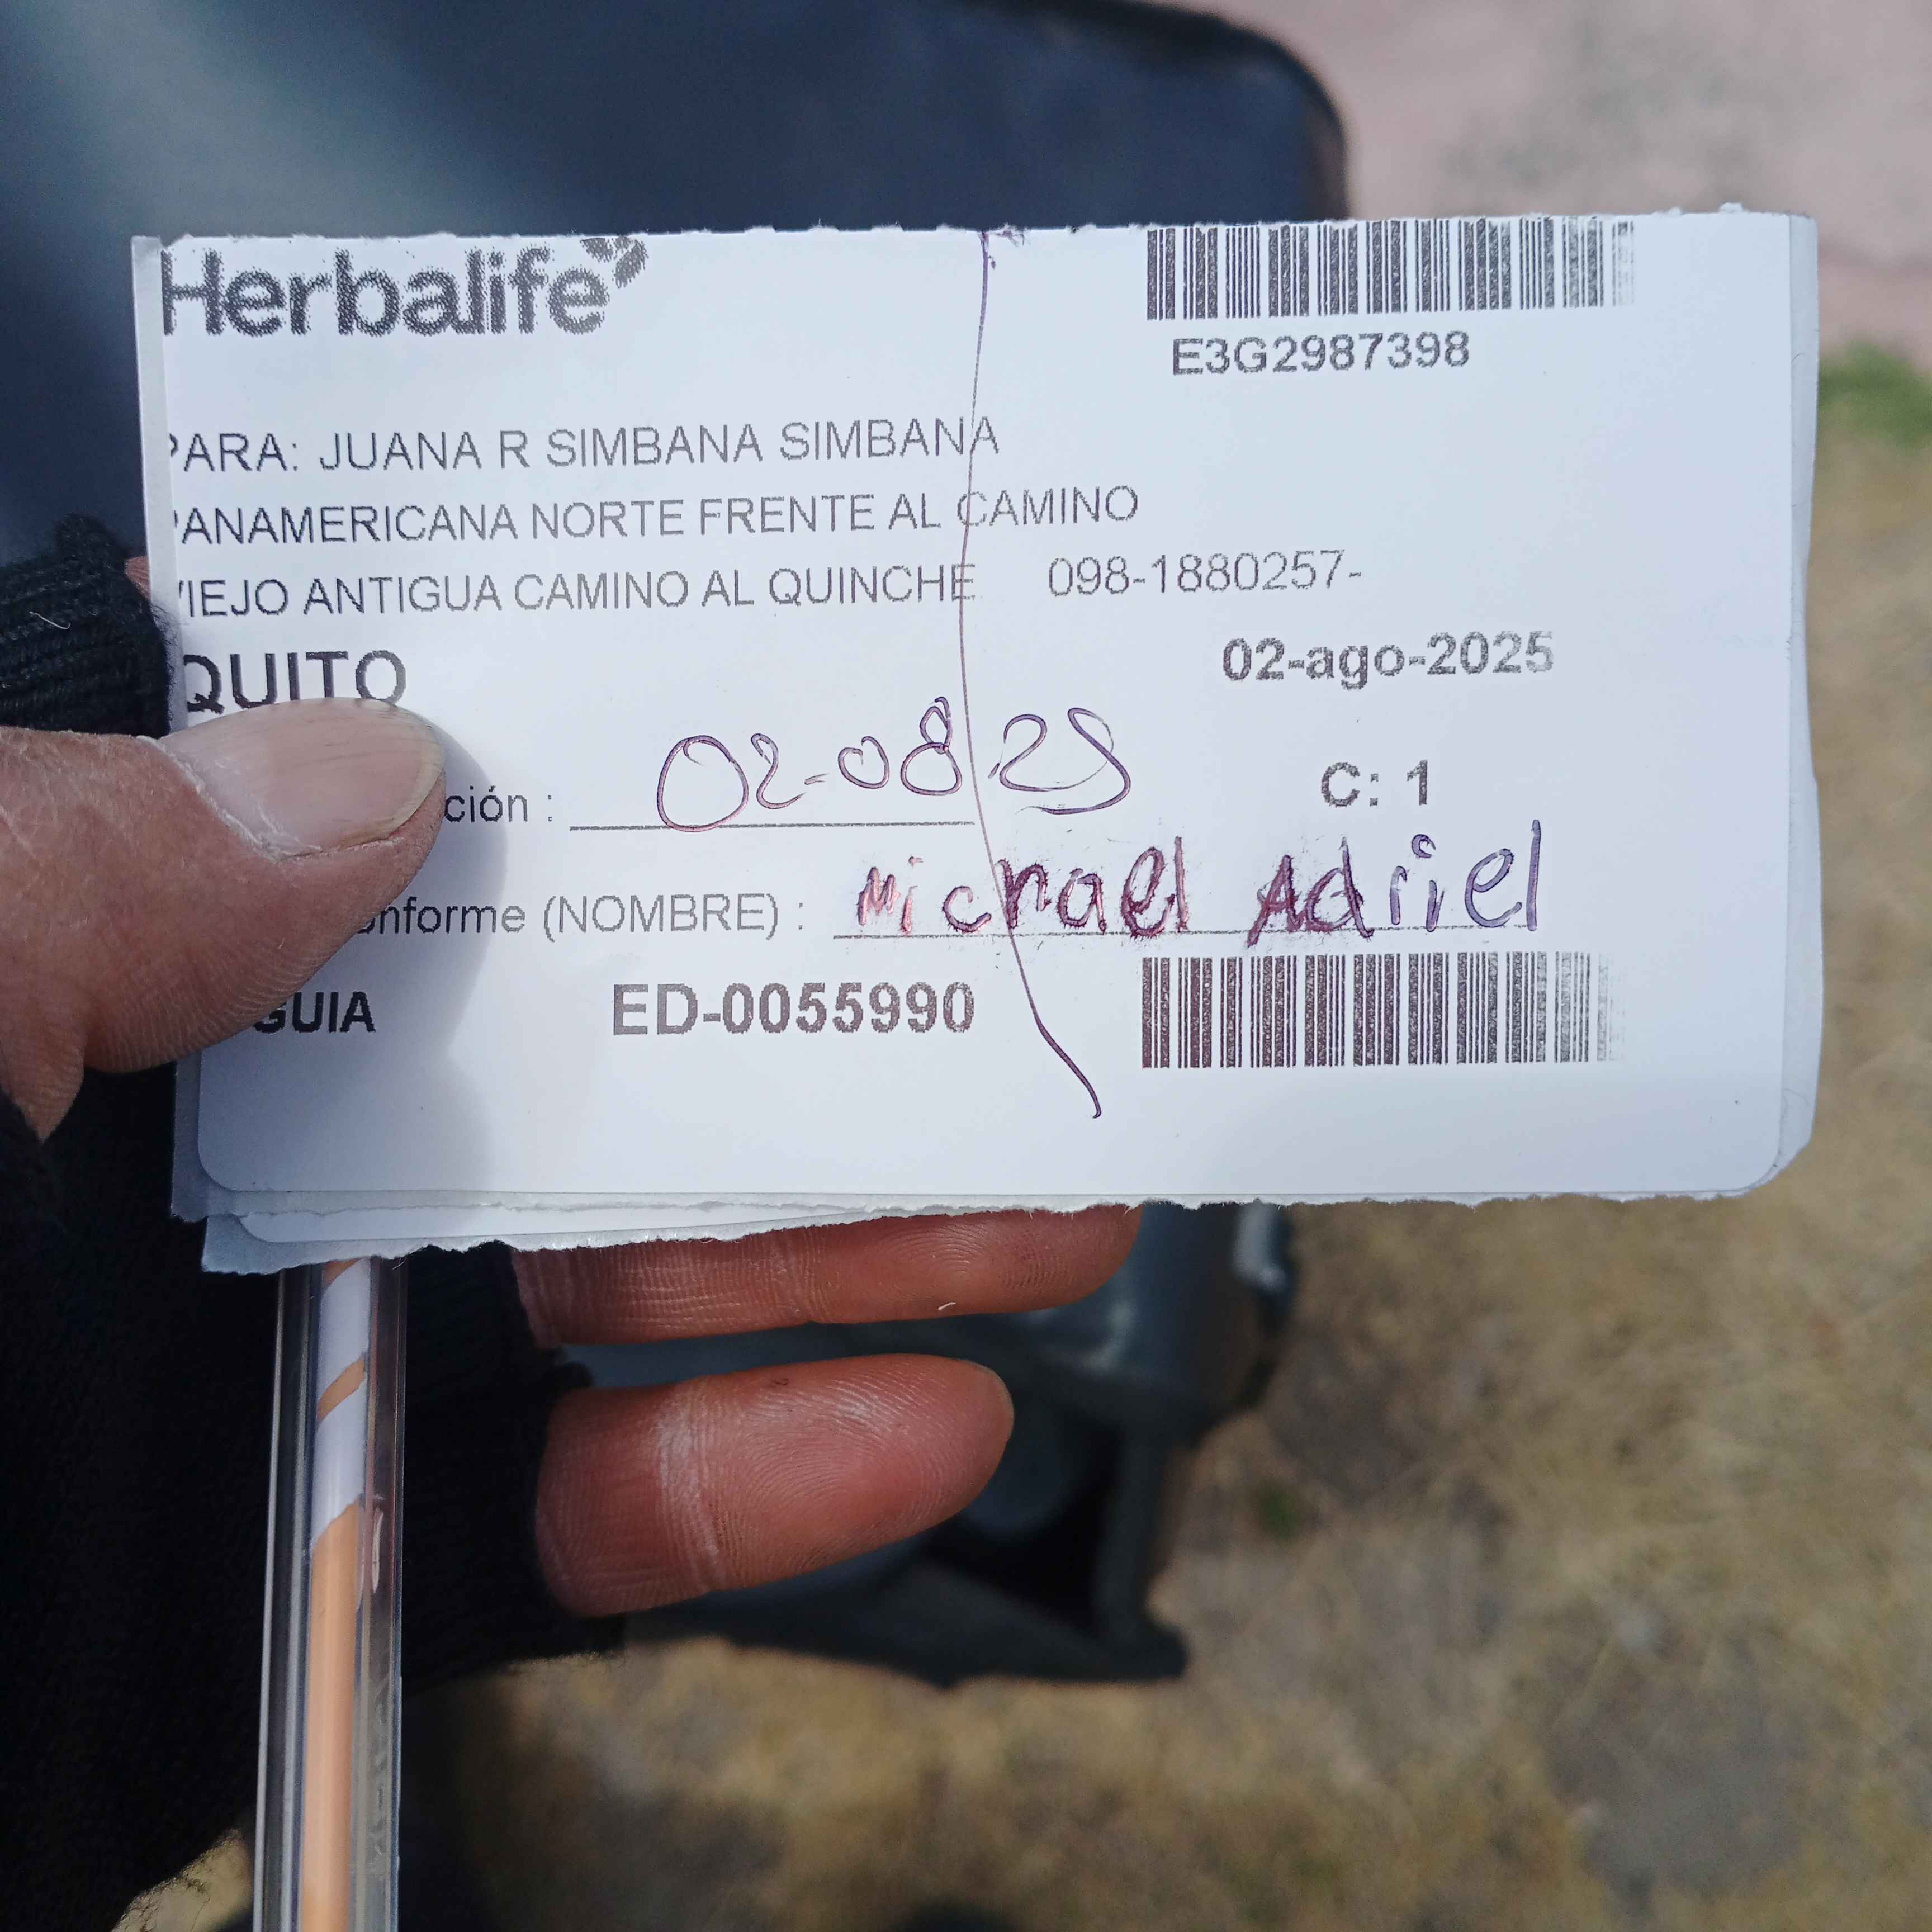 Herbalife
E3G2987398
PARA: JUANA R SIMBANA SIMBANA
PANAMERICANA NORTE FRENTE AL CAMINO
VIEJO ANTIGUA CAMINO AL QUINCHE 098-1880257-
QUITO 02-ago-2025
ción : 02-08-25 C: 1
onforme (NOMBRE) : Michael Adriel
GUIA ED-0055990